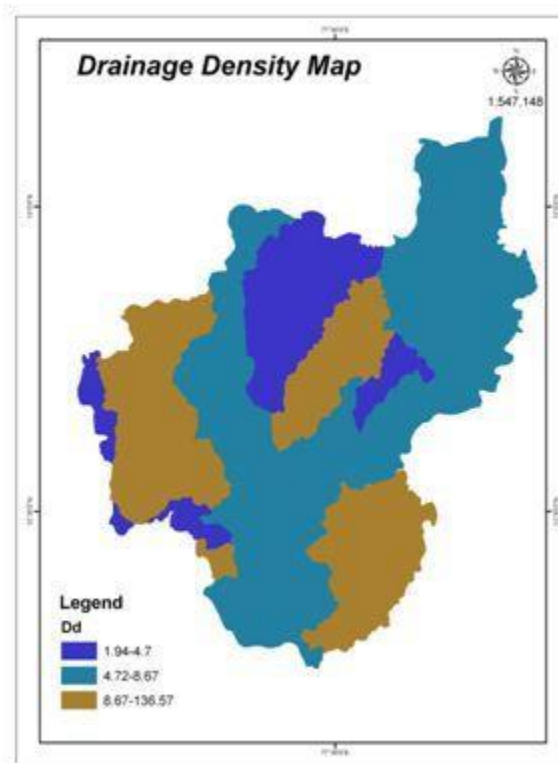 Drainage Density Map
N
1:547,148
Legend
Dd
1.94-4.7
4.72-8.67
8.67-136.57